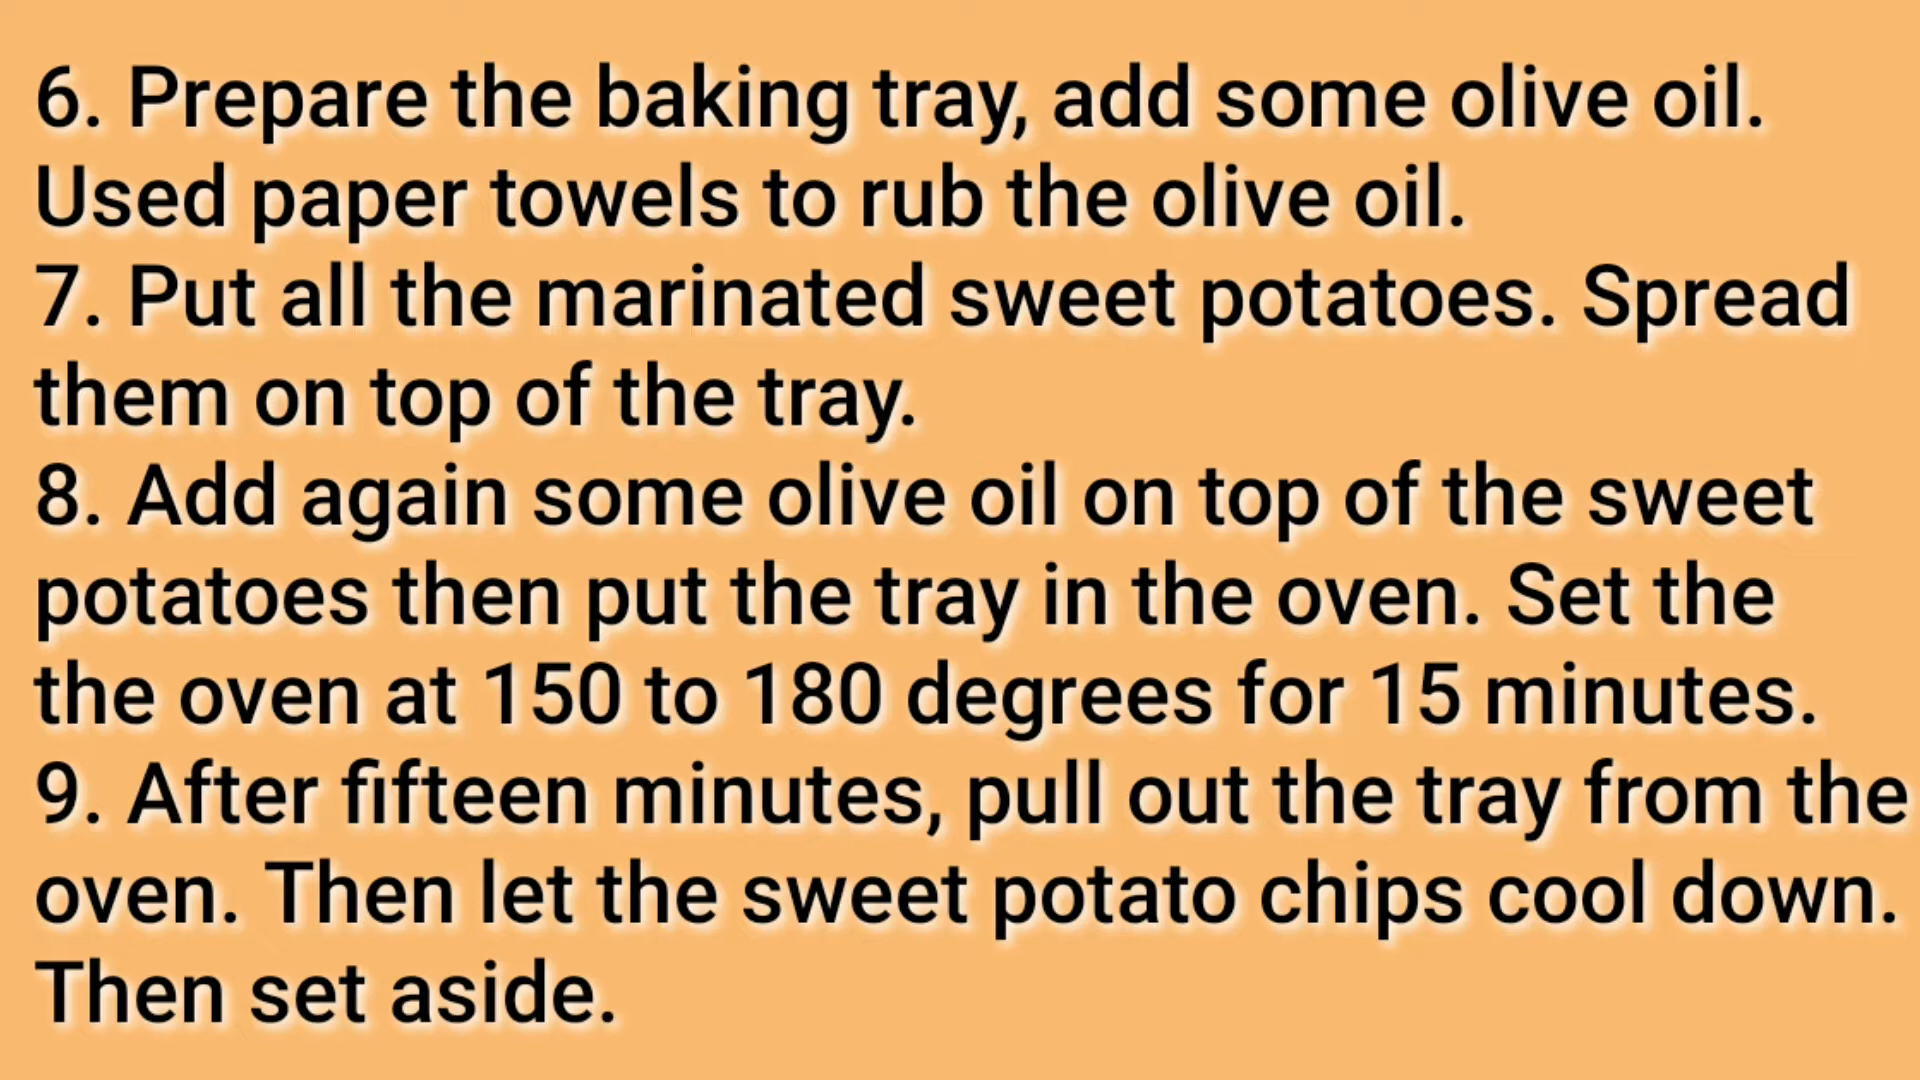 6. Prepare the baking tray, add some olive oil.
Used paper towels to rub the olive oil.
7. Put all the marinated sweet potatoes. Spread
them on top of the tray.
8. Add again some olive oil on top of the sweet
potatoes then put the tray in the oven. Set the
the oven at 150 to 180 degrees for 15 minutes.
9. After fifteen minutes, pull out the tray from the
oven. Then let the sweet potato chips cool down.
Then set aside.